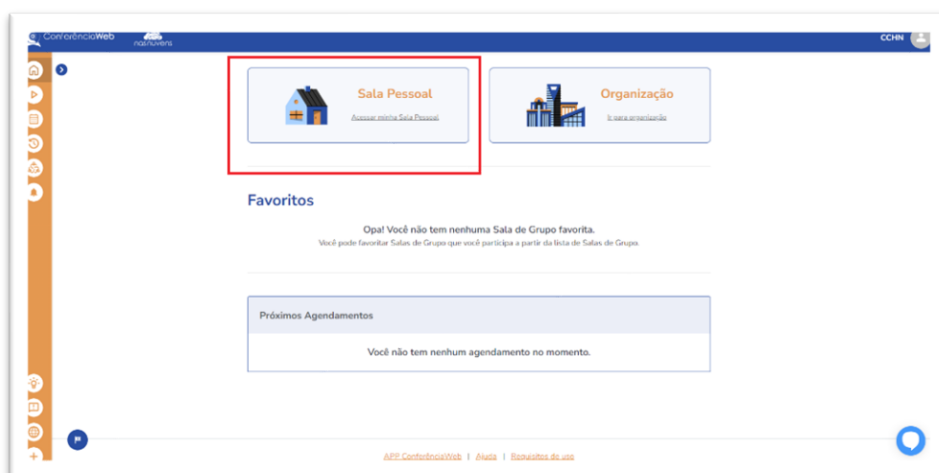 ConferênciaWeb
nasnuvens
CCHN
Sala Pessoal
Acessar minha Sala Pessoal
Organização
Ir para organização
Favoritos
Opa! Você não tem nenhuma Sala de Grupo favorita.
Você pode favoritar Salas de Grupo que você participa a partir da lista de Salas de Grupo.
Próximos Agendamentos
Você não tem nenhum agendamento no momento.
APP ConferênciaWeb | Ajuda | Requisitos de uso